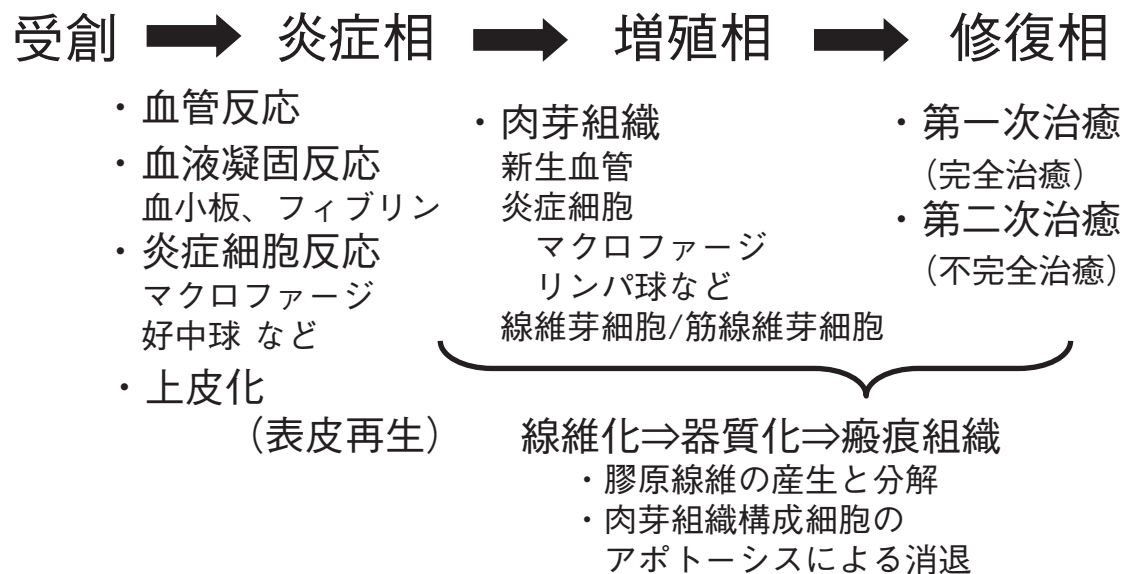 受創 ➡ 炎症相 ➡ 増殖相 ➡ 修復相
・血管反応
・血液凝固反応
血小板、フィブリン
・炎症細胞反応
マクロファージ
好中球 など
・上皮化
（表皮再生）
・肉芽組織
新生血管
炎症細胞
マクロファージ
リンパ球など
線維芽細胞/筋線維芽細胞
・第一次治癒
（完全治癒）
・第二次治癒
（不完全治癒）
線維化⇒器質化⇒瘢痕組織
・膠原線維の産生と分解
・肉芽組織構成細胞の
アポトーシスによる消退